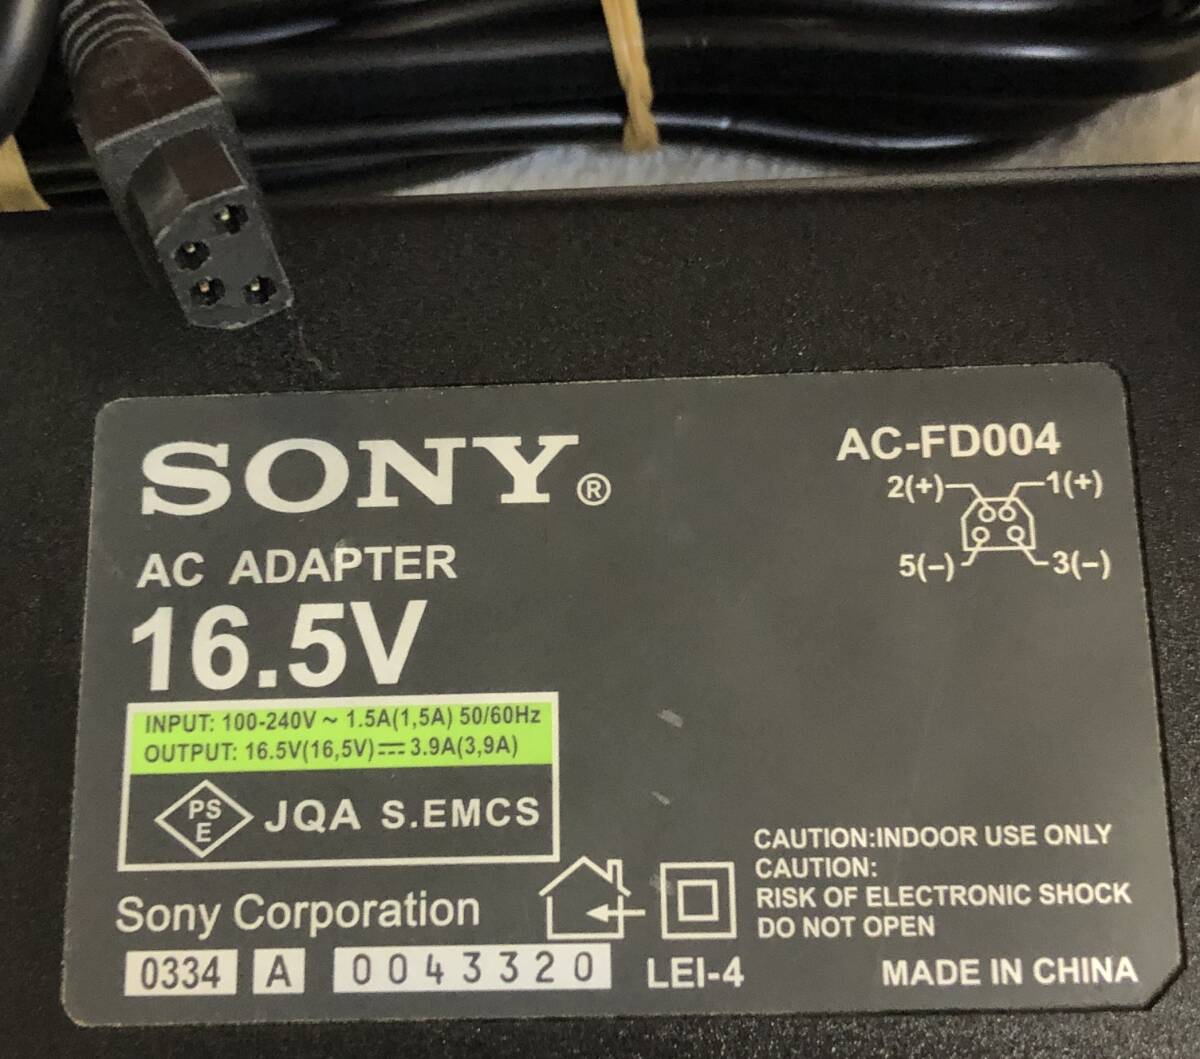 SONY®
AC ADAPTER
16.5V
AC-FD004
2(+) 1(+)
5(–) 3(–)
INPUT: 100-240V ~ 1.5A(1,5A) 50/60Hz
OUTPUT: 16.5V(16,5V)⎓3.9A(3,9A)
PS
E
JQA S.EMCS
Sony Corporation
0334 A 0043320
LEI-4
CAUTION:INDOOR USE ONLY
CAUTION:
RISK OF ELECTRONIC SHOCK
DO NOT OPEN
MADE IN CHINA